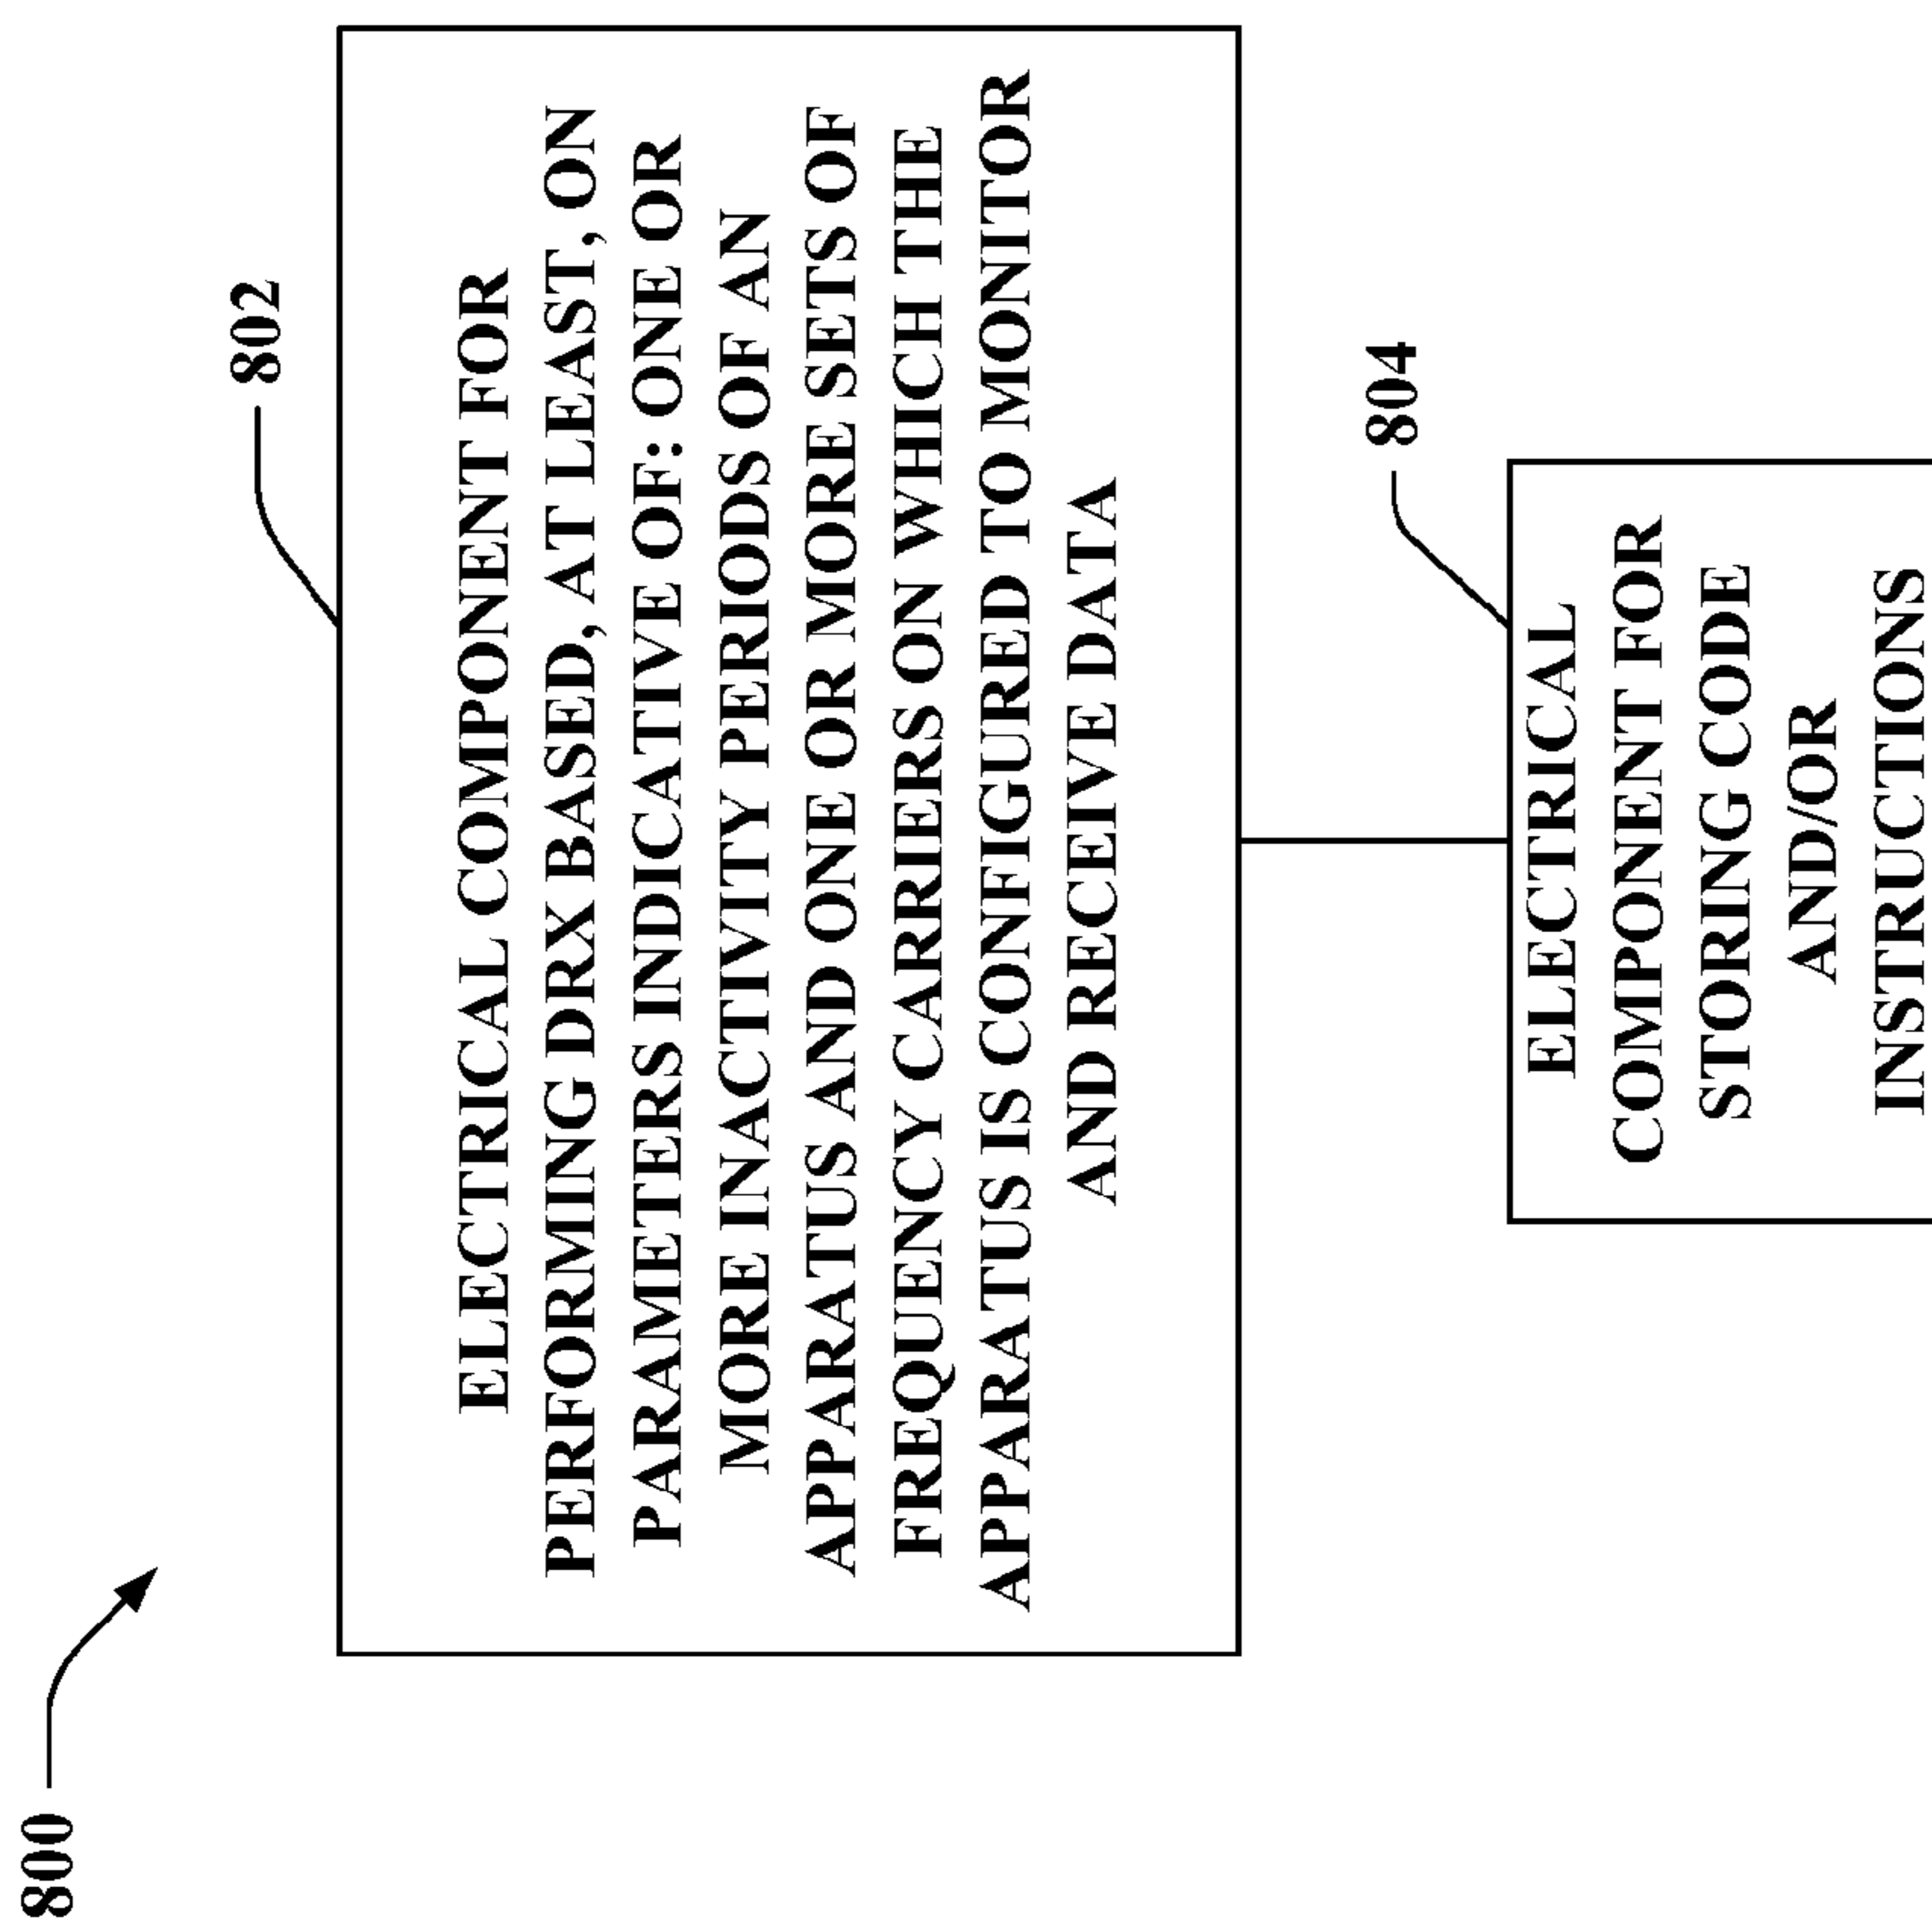 800
802
ELECTRICAL COMPONENT FOR
PERFORMING DRX BASED, AT LEAST, ON
PARAMETERS INDICATIVE OF: ONE OR
MORE INACTIVITY PERIODS OF AN
APPARATUS AND ONE OR MORE SETS OF
FREQUENCY CARRIERS ON WHICH THE
APPARATUS IS CONFIGURED TO MONITOR
AND RECEIVE DATA
804
ELECTRICAL
COMPONENT FOR
STORING CODE
AND/OR
INSTRUCTIONS